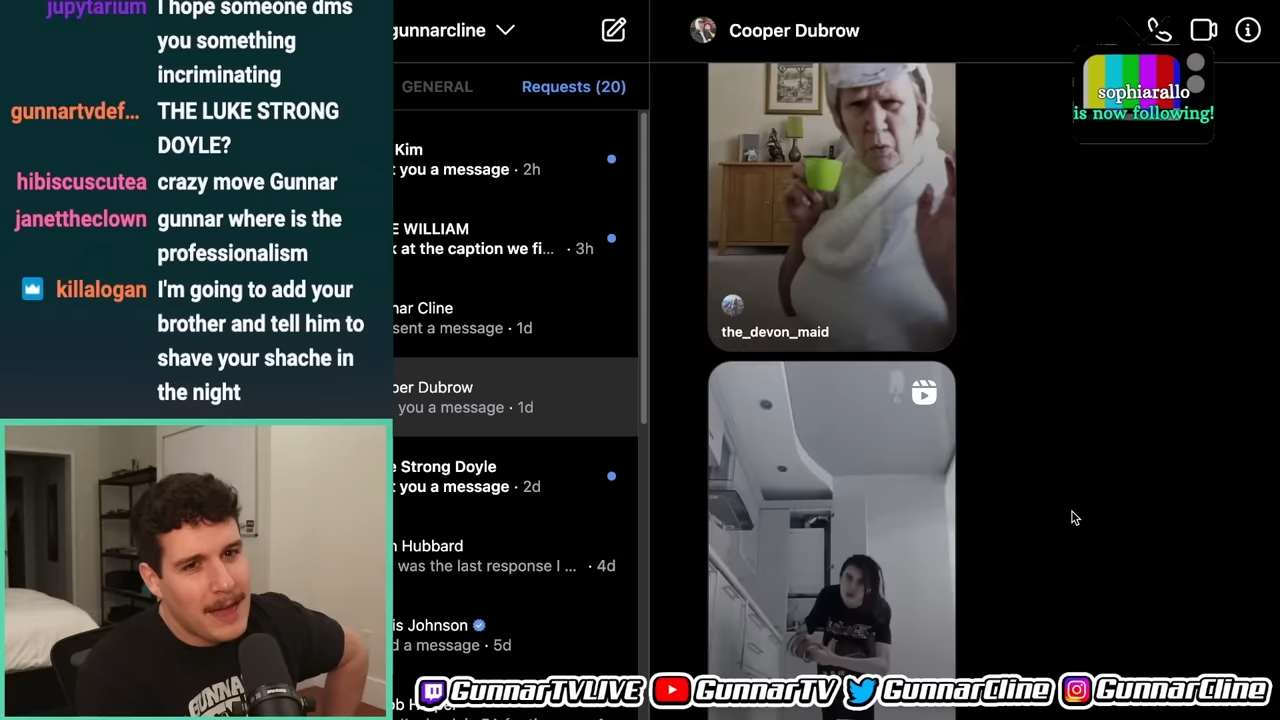 jupytarium I hope someone dms
you something
incriminating
gunnartvdef... THE LUKE STRONG
DOYLE?
hibiscuscutea crazy move Gunnar
janettheclown gunnar where is the
professionalism
killalogan I'm going to add your
brother and tell him to
shave your shache in
the night
gunnarcline
GENERAL Requests (20)
Kim
t you a message · 2h
E WILLIAM
k at the caption we fi... · 3h
nar Cline
sent a message · 1d
per Dubrow
you a message · 1d
e Strong Doyle
t you a message · 2d
n Hubbard
was the last response I ... · 4d
is Johnson
d a message · 5d
Cooper Dubrow
sophiarallo
is now following!
the_devon_maid
GUNNA
GunnarTVLIVE GunnarTV GunnarCline GunnarCline